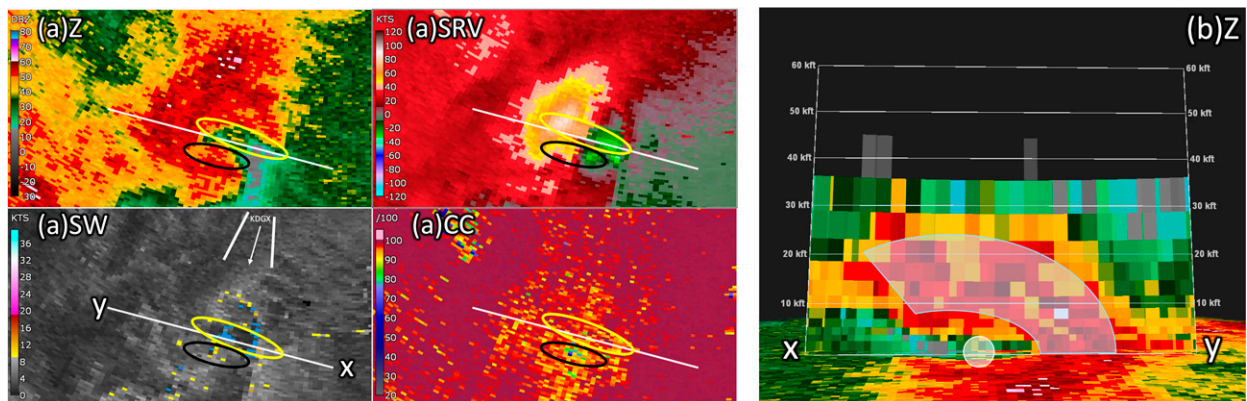 (a)Z
DBZ
80
70
60
50
40
30
20
10
0
-10
-20
30
(a)SRV
KTS
120
100
80
60
40
20
0
-20
-40
-60
-80
-100
-120
(a)SW
KTS
36
32
28
24
20
16
12
8
4
0
KDGX
y
x
(a)CC
/100
100
90
80
70
60
50
40
30
20
(b)Z
60 kft
60 kft
50 kft
50 kft
40 kft
40 kft
30 kft
30 kft
20 kft
20 kft
10 kft
10 kft
x
y